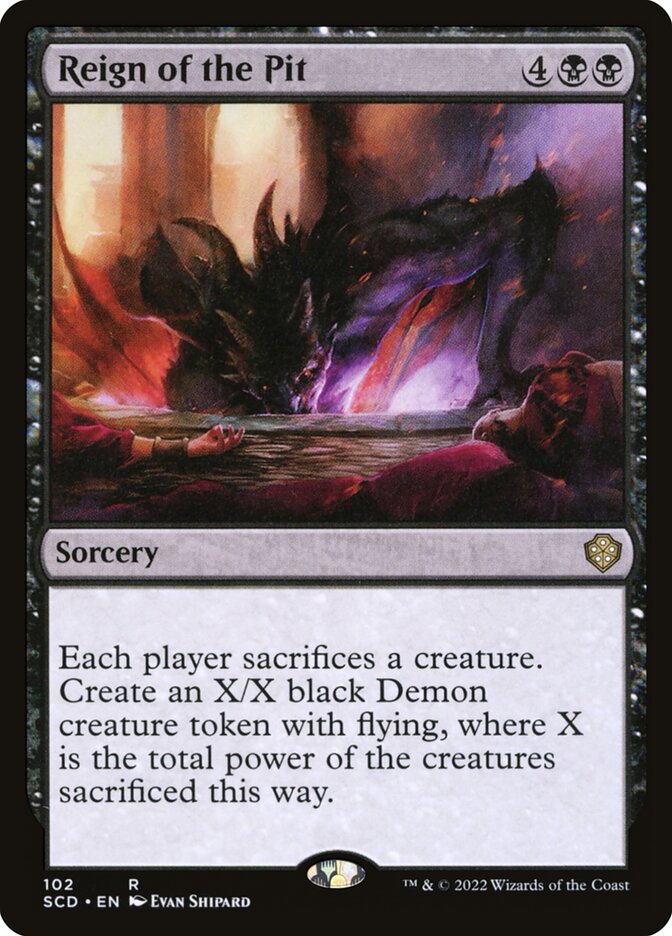 Reign of the Pit 4
Sorcery
Each player sacrifices a creature.
Create an X/X black Demon
creature token with flying, where X
is the total power of the creatures
sacrificed this way.
102 R
SCD • EN Evan Shipard
™ & © 2022 Wizards of the Coast